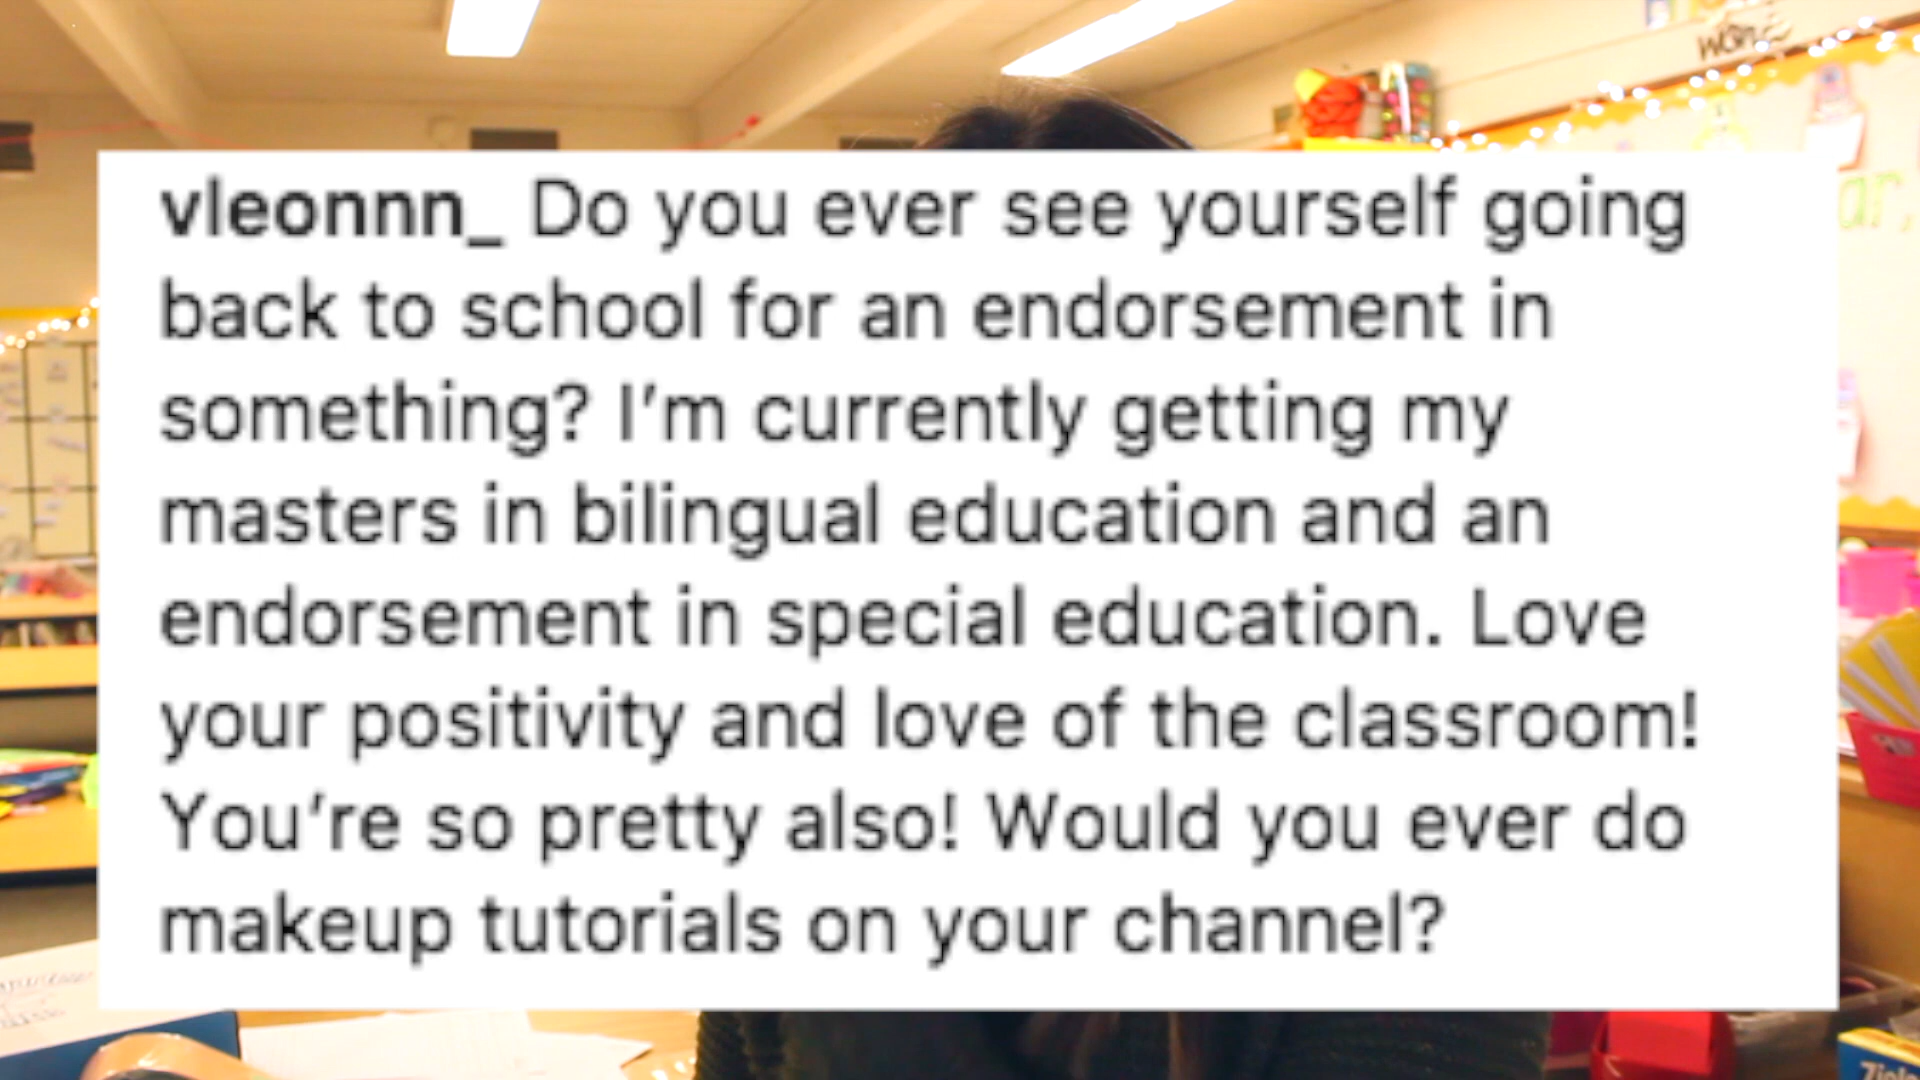 vleonnn_ Do you ever see yourself going
back to school for an endorsement in
something? I’m currently getting my
masters in bilingual education and an
endorsement in special education. Love
your positivity and love of the classroom!
You’re so pretty also! Would you ever do
makeup tutorials on your channel?